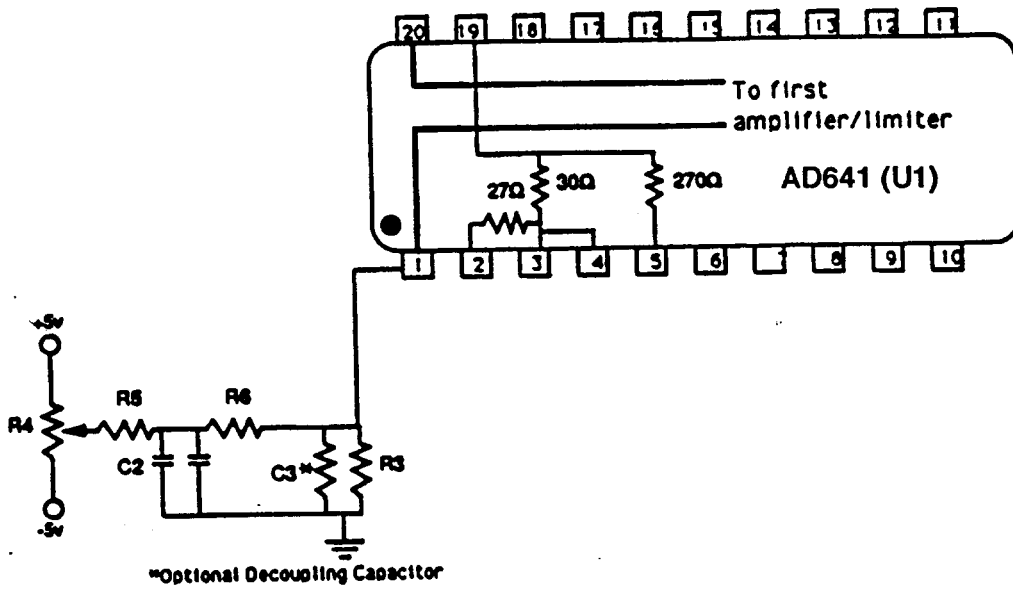 20 19 18 17 16 15 14 13 12 11
To first
amplifier/limiter
27Ω 30Ω 270Ω AD641 (U1)
1 2 3 4 5 6 7 8 9 10
+5v
R4 R5 R6
C2 C3* R3
-5v
*Optional Decoupling Capacitor